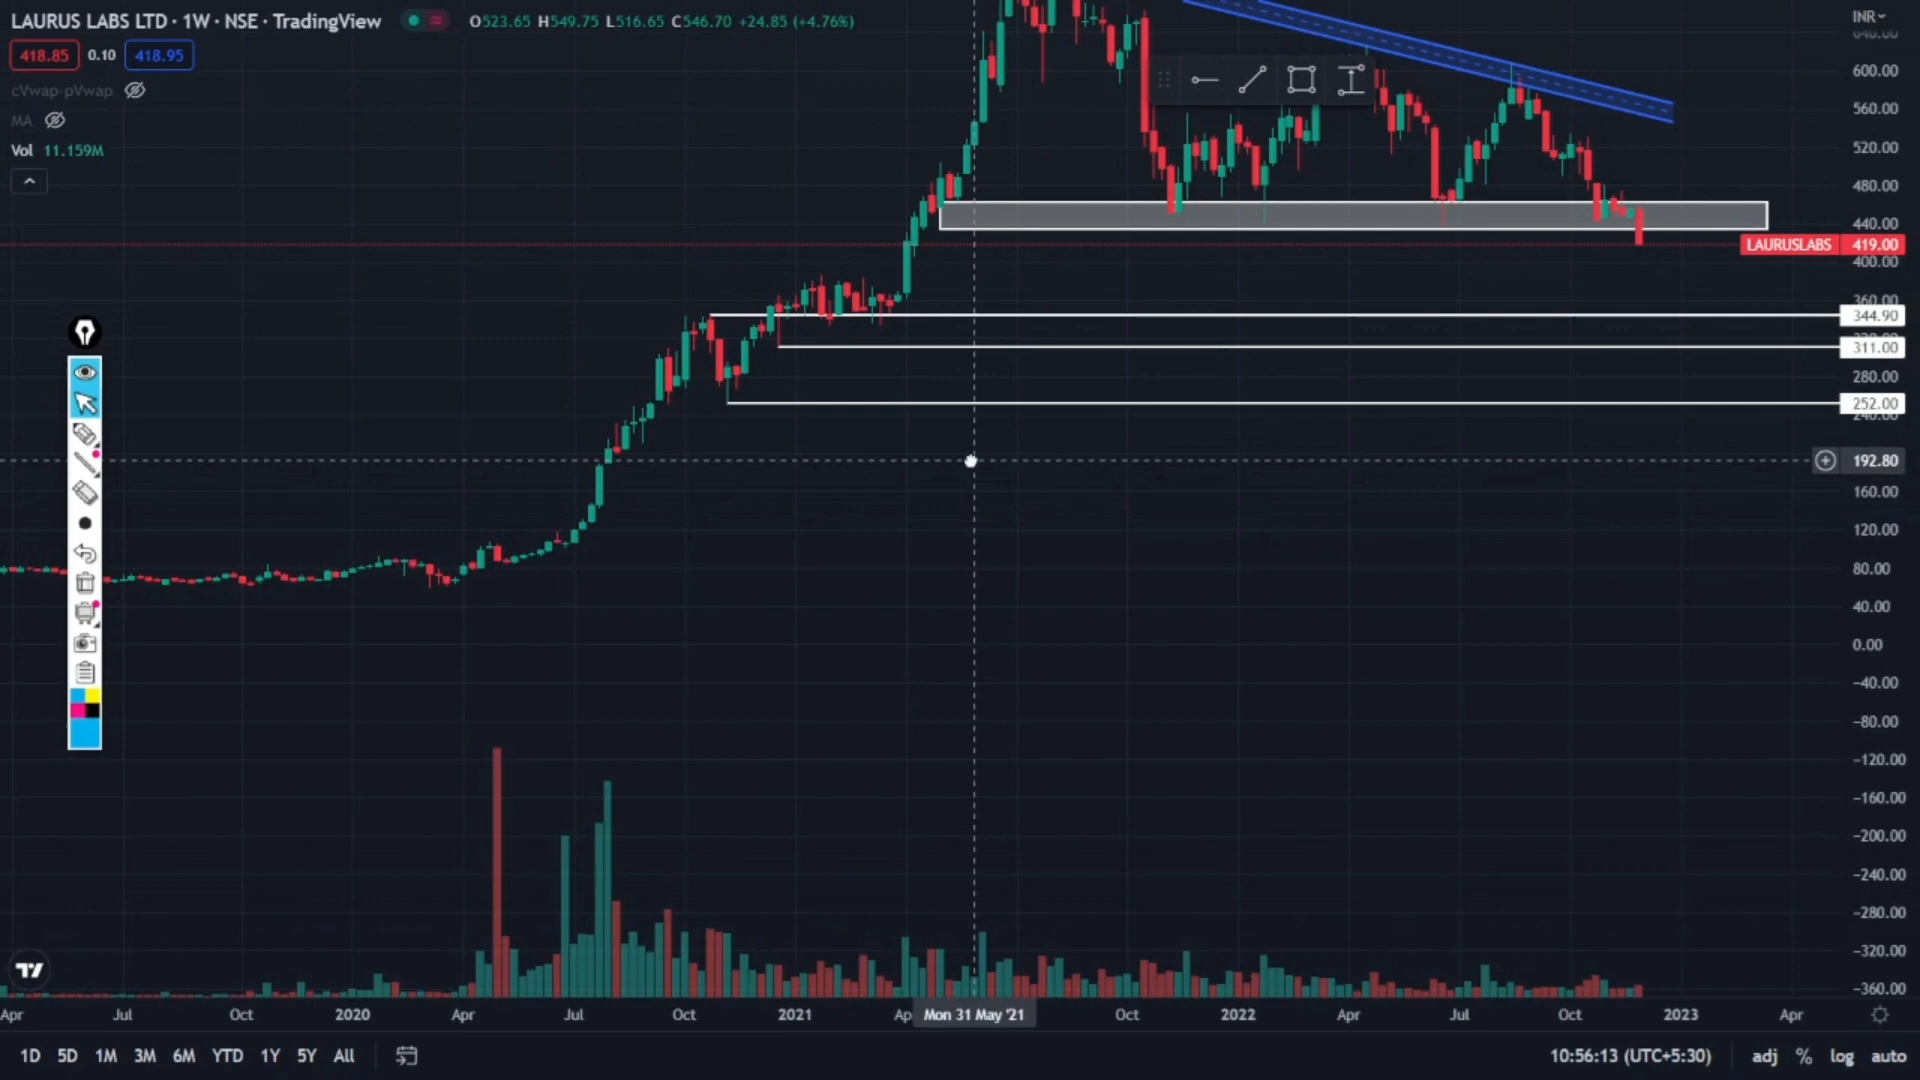 LAURUS LABS LTD · 1W · NSE · TradingView
O523.65 H549.75 L516.65 C546.70 +24.85 (+4.76%)
418.85 0.10 418.95
cVwap-pVwap
MA
Vol 11.159M
INR
640.00
600.00
560.00
520.00
480.00
440.00
LAURUSLABS 419.00
400.00
360.00
344.90
311.00
280.00
252.00
240.00
192.80
160.00
120.00
80.00
40.00
0.00
−40.00
−80.00
−120.00
−160.00
−200.00
−240.00
−280.00
−320.00
−360.00
Apr Jul Oct 2020 Apr Jul Oct 2021 Ap Mon 31 May '21 Oct 2022 Apr Jul Oct 2023 Apr
1D 5D 1M 3M 6M YTD 1Y 5Y All 10:56:13 (UTC+5:30) adj % log auto